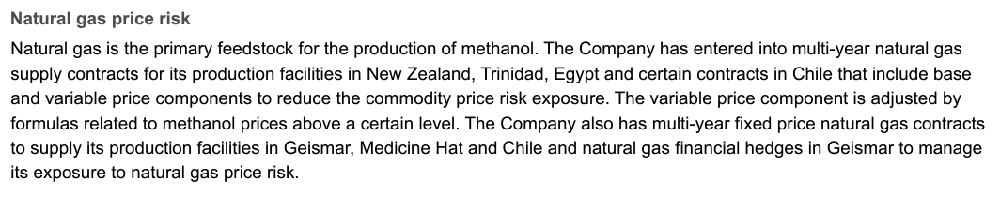 Natural gas price risk
Natural gas is the primary feedstock for the production of methanol. The Company has entered into multi-year natural gas
supply contracts for its production facilities in New Zealand, Trinidad, Egypt and certain contracts in Chile that include base
and variable price components to reduce the commodity price risk exposure. The variable price component is adjusted by
formulas related to methanol prices above a certain level. The Company also has multi-year fixed price natural gas contracts
to supply its production facilities in Geismar, Medicine Hat and Chile and natural gas financial hedges in Geismar to manage
its exposure to natural gas price risk.